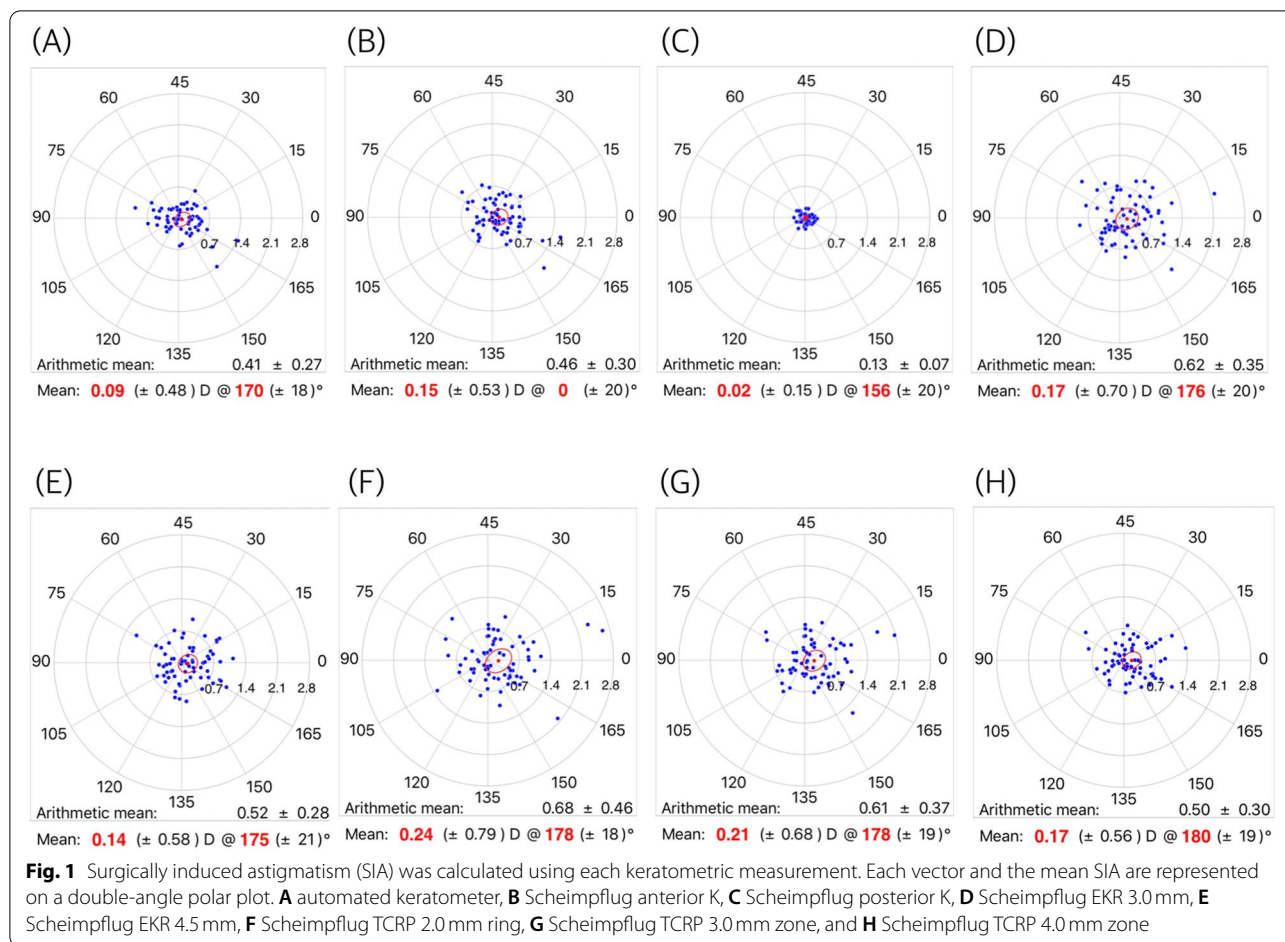 (A)
45
60
30
75
15
90
0
0.7 1.4 2.1 2.8
105
165
120
150
135
Arithmetic mean: 0.41 ± 0.27
Mean: 0.09 (± 0.48 ) D @ 170 (± 18)°
(B)
45
60
30
75
15
90
0
0.7 1.4 2.1 2.8
105
165
120
150
135
Arithmetic mean: 0.46 ± 0.30
Mean: 0.15 (± 0.53 ) D @ 0 (± 20)°
(C)
45
60
30
75
15
90
0
0.7 1.4 2.1 2.8
105
165
120
150
135
Arithmetic mean: 0.13 ± 0.07
Mean: 0.02 (± 0.15 ) D @ 156 (± 20)°
(D)
45
60
30
75
15
90
0
0.7 1.4 2.1 2.8
105
165
120
150
135
Arithmetic mean: 0.62 ± 0.35
Mean: 0.17 (± 0.70 ) D @ 176 (± 20)°
(E)
45
60
30
75
15
90
0
0.7 1.4 2.1 2.8
105
165
120
150
135
Arithmetic mean: 0.52 ± 0.28
Mean: 0.14 (± 0.58 ) D @ 175 (± 21)°
(F)
45
60
30
75
15
90
0
0.7 1.4 2.1 2.8
105
165
120
150
135
Arithmetic mean: 0.68 ± 0.46
Mean: 0.24 (± 0.79 ) D @ 178 (± 18)°
(G)
45
60
30
75
15
90
0
0.7 1.4 2.1 2.8
105
165
120
150
135
Arithmetic mean: 0.61 ± 0.37
Mean: 0.21 (± 0.68 ) D @ 178 (± 19)°
(H)
45
60
30
75
15
90
0
0.7 1.4 2.1 2.8
105
165
120
150
135
Arithmetic mean: 0.50 ± 0.30
Mean: 0.17 (± 0.56 ) D @ 180 (± 19)°
Fig. 1 Surgically induced astigmatism (SIA) was calculated using each keratometric measurement. Each vector and the mean SIA are represented
on a double-angle polar plot. A automated keratometer, B Scheimpflug anterior K, C Scheimpflug posterior K, D Scheimpflug EKR 3.0 mm, E
Scheimpflug EKR 4.5 mm, F Scheimpflug TCRP 2.0 mm ring, G Scheimpflug TCRP 3.0 mm zone, and H Scheimpflug TCRP 4.0 mm zone